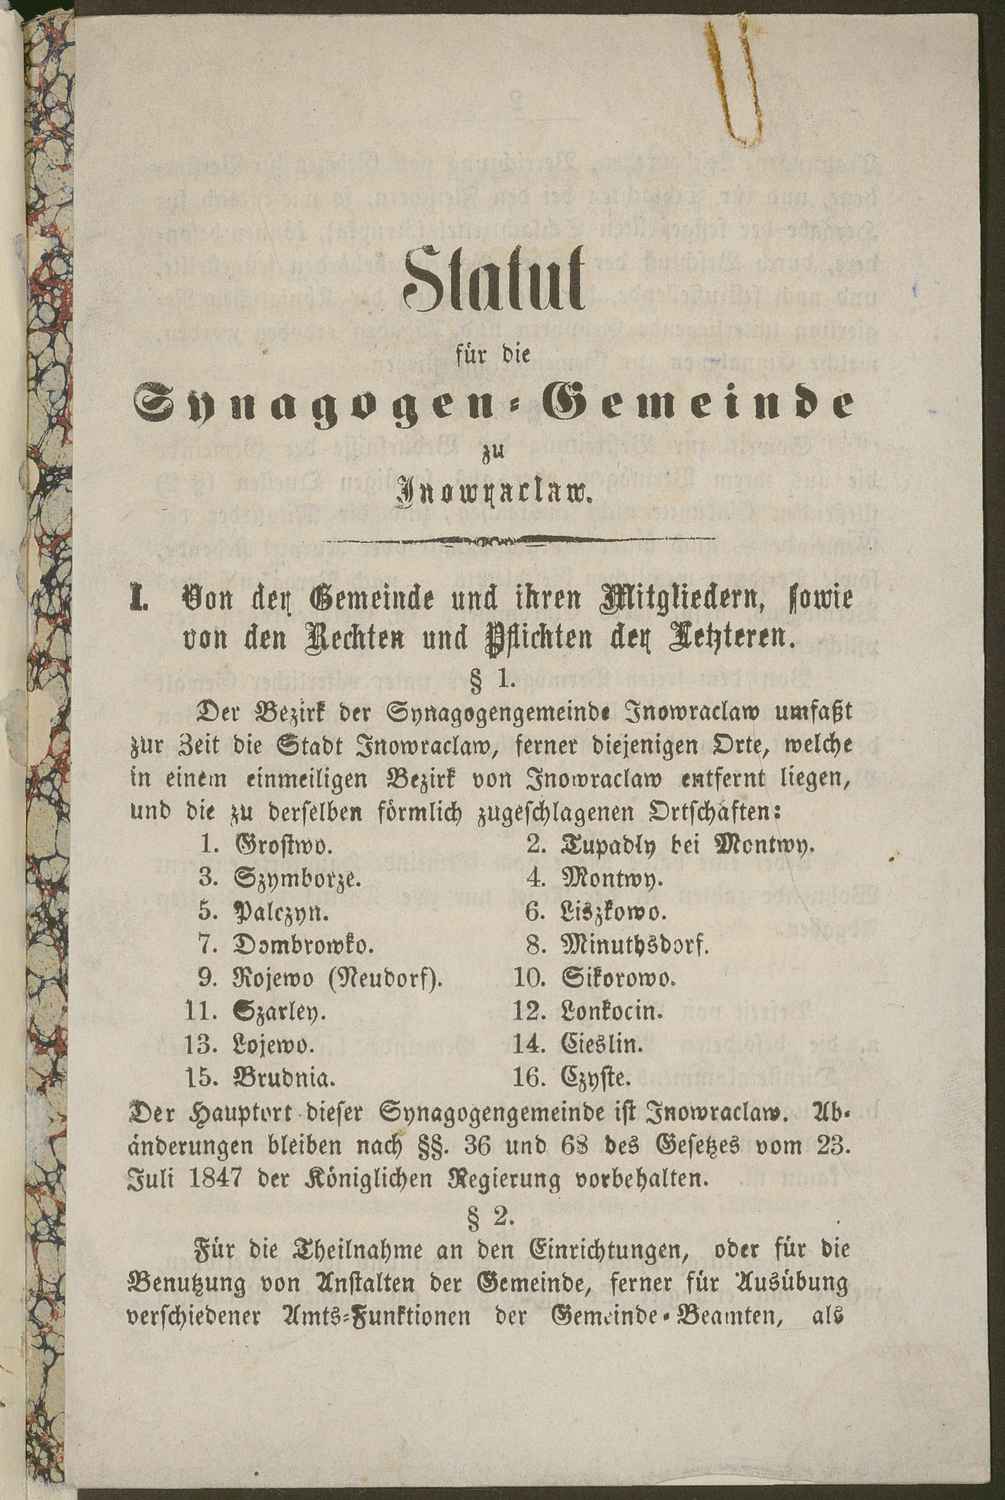 Statut
für die
Synagogen-Gemeinde
zu
Inowraclaw.
I. Von der Gemeinde und ihren Mitgliedern, sowie
von den Rechten und Pflichten der Letzteren.
§ 1.
Der Bezirk der Synagogengemeinde Inowraclaw umfaßt
zur Zeit die Stadt Inowraclaw, ferner diejenigen Orte, welche
in einem einmeiligen Bezirk von Inowraclaw entfernt liegen,
und die zu derselben förmlich zugeschlagenen Ortschaften:
1. Grostwo. 2. Tupadly bei Montwy.
3. Szymborze. 4. Montwy.
5. Palczyn. 6. Liszkowo.
7. Dombrowko. 8. Minuthsdorf.
9. Rojewo (Neudorf). 10. Sikorowo.
11. Szarley. 12. Lonkocin.
13. Lojewo. 14. Cieslin.
15. Brudnia. 16. Czyste.
Der Hauptort dieser Synagogengemeinde ist Inowraclaw. Ab-
änderungen bleiben nach §§. 36 und 68 des Gesetzes vom 23.
Juli 1847 der Königlichen Regierung vorbehalten.
§ 2.
Für die Theilnahme an den Einrichtungen, oder für die
Benutzung von Anstalten der Gemeinde, ferner für Ausübung
verschiedener Amts-Funktionen der Gemeinde-Beamten, als